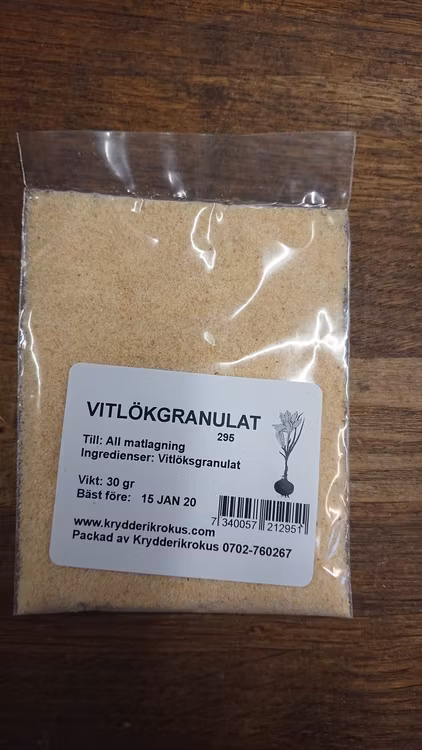 VITLÖKGRANULAT
295
Till: All matlagning
Ingredienser: Vitlöksgranulat
Vikt: 30 gr
Bäst före: 15 JAN 20
7 340057 212951
www.krydderikrokus.com
Packad av Krydderikrokus 0702-760267